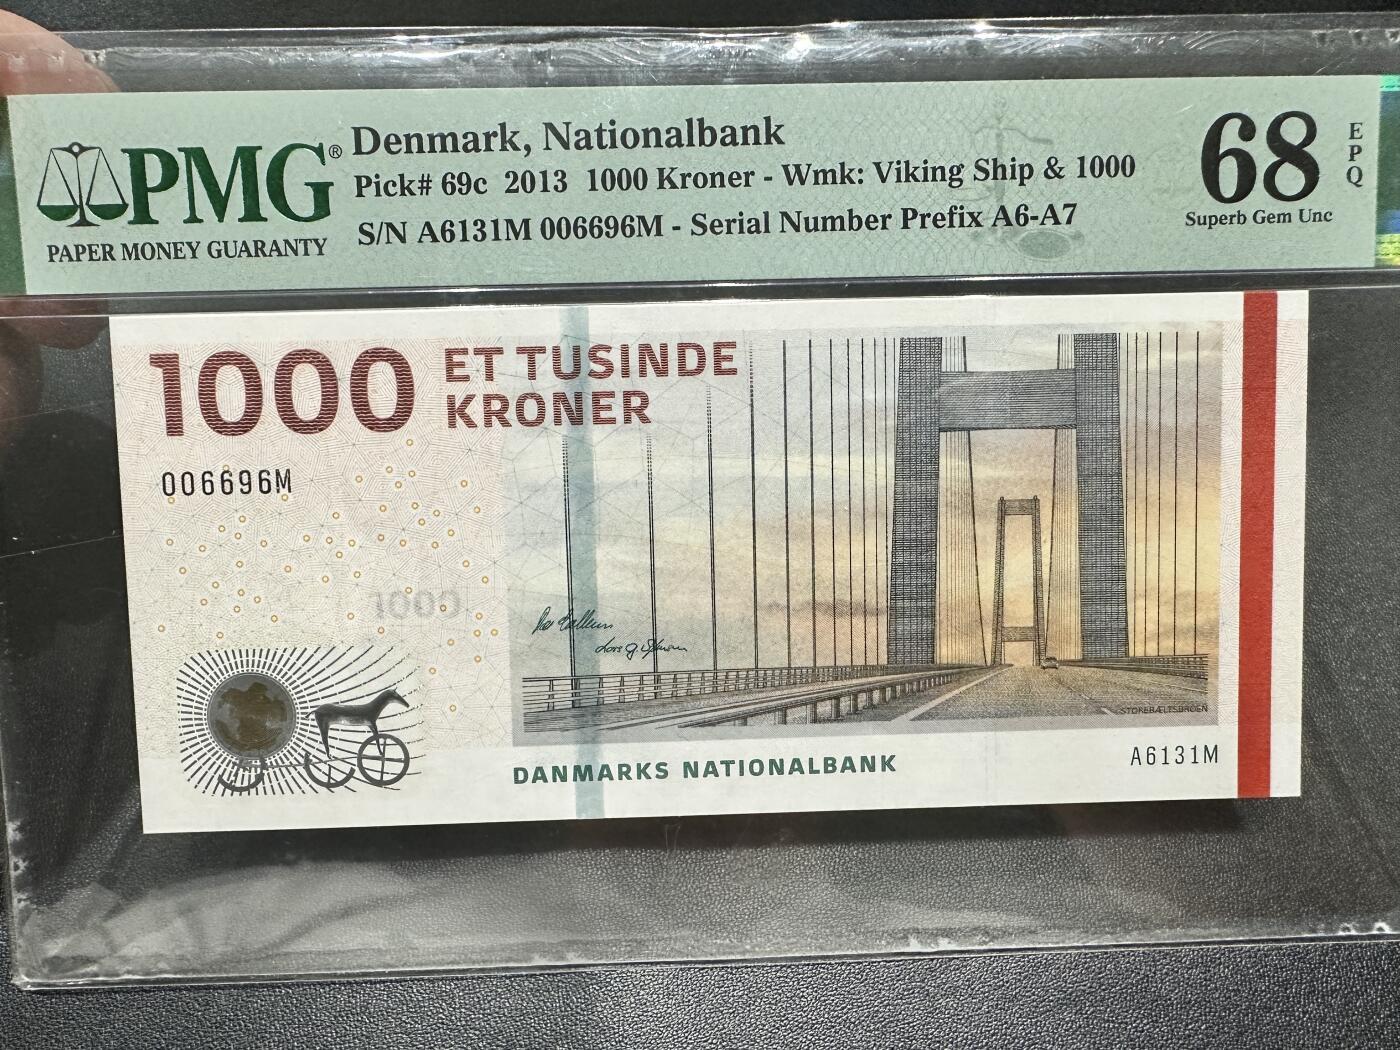 PMG®
PAPER MONEY GUARANTY
Denmark, Nationalbank
Pick# 69c 2013 1000 Kroner - Wmk: Viking Ship & 1000
S/N A6131M 006696M - Serial Number Prefix A6-A7
68
EPQ
Superb Gem Unc
1000
ET TUSINDE
KRONER
006696M
1000
STOREBÆLTSBROEN
DANMARKS NATIONALBANK
A6131M